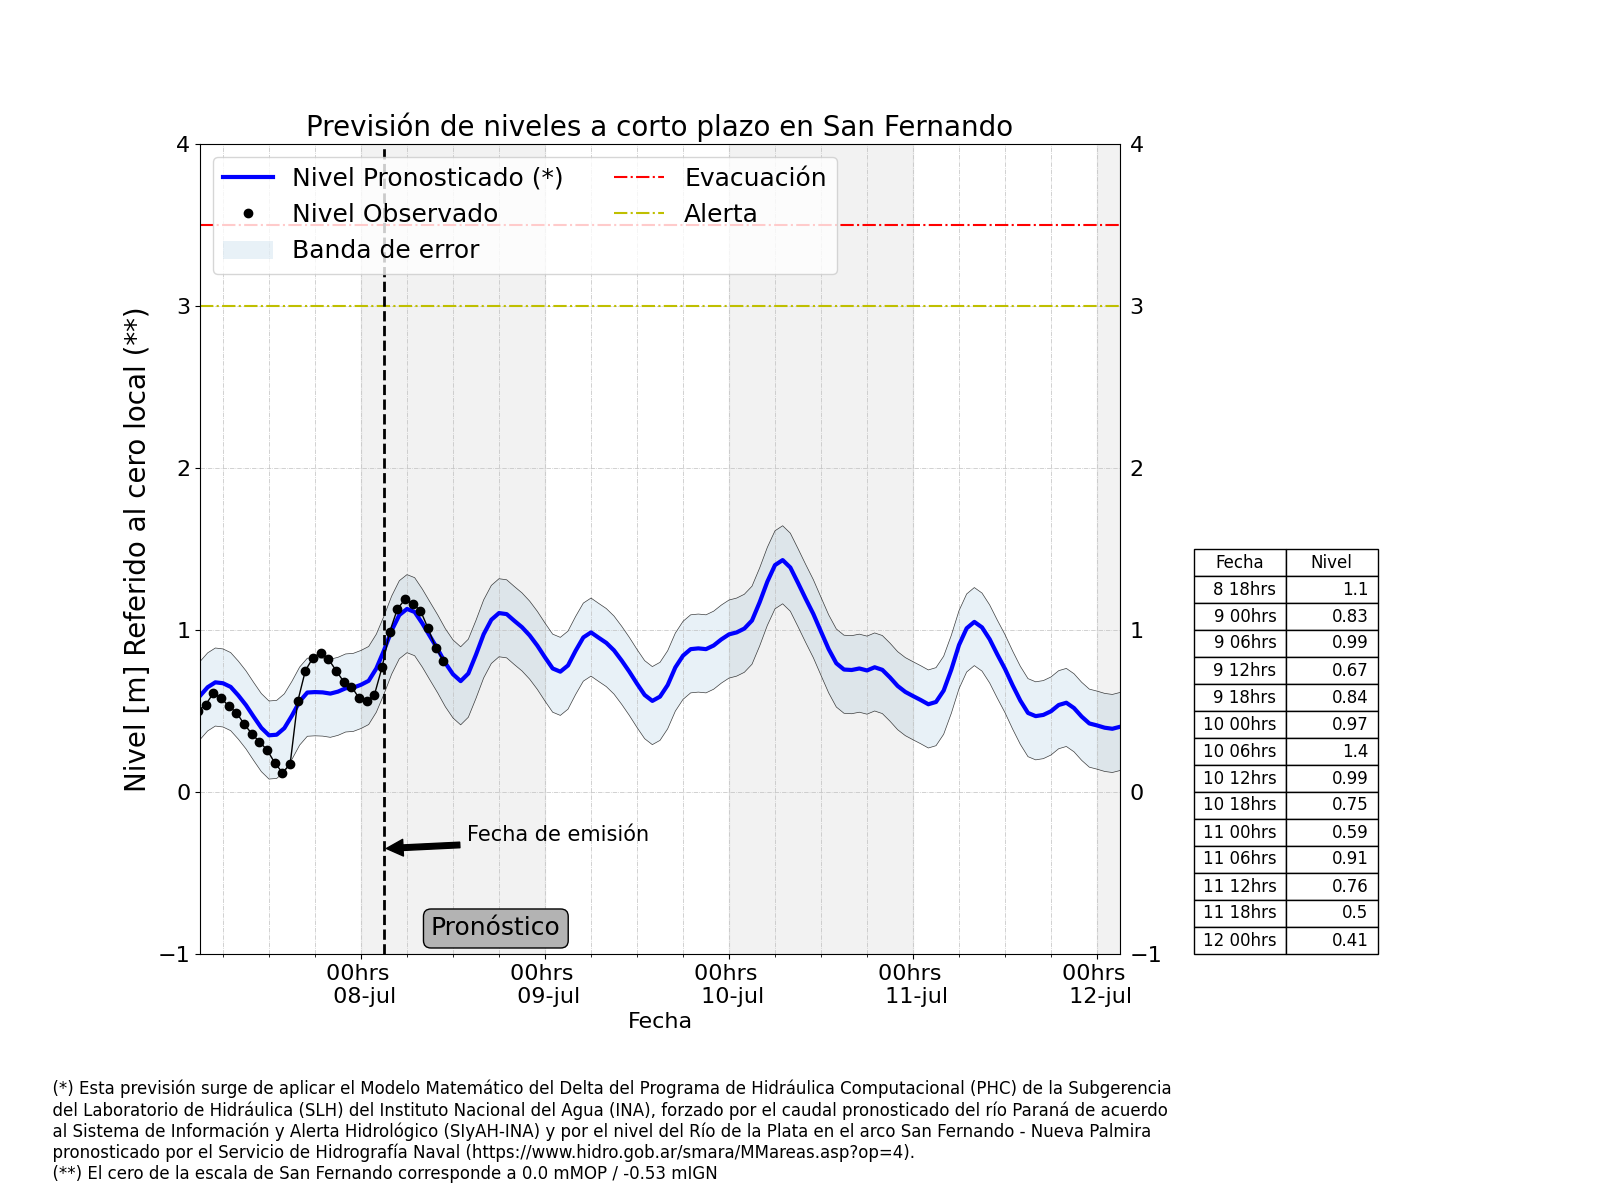 Previsión de niveles a corto plazo en San Fernando
Nivel Pronosticado (*)
Nivel Observado
Banda de error
Evacuación
Alerta
Nivel [m] Referido al cero local (**)
4
3
2
1
0
−1
4
3
2
1
0
−1
Fecha de emisión
Pronóstico
00hrs
08-jul
00hrs
09-jul
00hrs
10-jul
00hrs
11-jul
00hrs
12-jul
Fecha
Fecha Nivel
8 18hrs 1.1
9 00hrs 0.83
9 06hrs 0.99
9 12hrs 0.67
9 18hrs 0.84
10 00hrs 0.97
10 06hrs 1.4
10 12hrs 0.99
10 18hrs 0.75
11 00hrs 0.59
11 06hrs 0.91
11 12hrs 0.76
11 18hrs 0.5
12 00hrs 0.41
(*) Esta previsión surge de aplicar el Modelo Matemático del Delta del Programa de Hidráulica Computacional (PHC) de la Subgerencia
del Laboratorio de Hidráulica (SLH) del Instituto Nacional del Agua (INA), forzado por el caudal pronosticado del río Paraná de acuerdo
al Sistema de Información y Alerta Hidrológico (SIyAH-INA) y por el nivel del Río de la Plata en el arco San Fernando - Nueva Palmira
pronosticado por el Servicio de Hidrografía Naval (https://www.hidro.gob.ar/smara/MMareas.asp?op=4).
(**) El cero de la escala de San Fernando corresponde a 0.0 mMOP / -0.53 mIGN